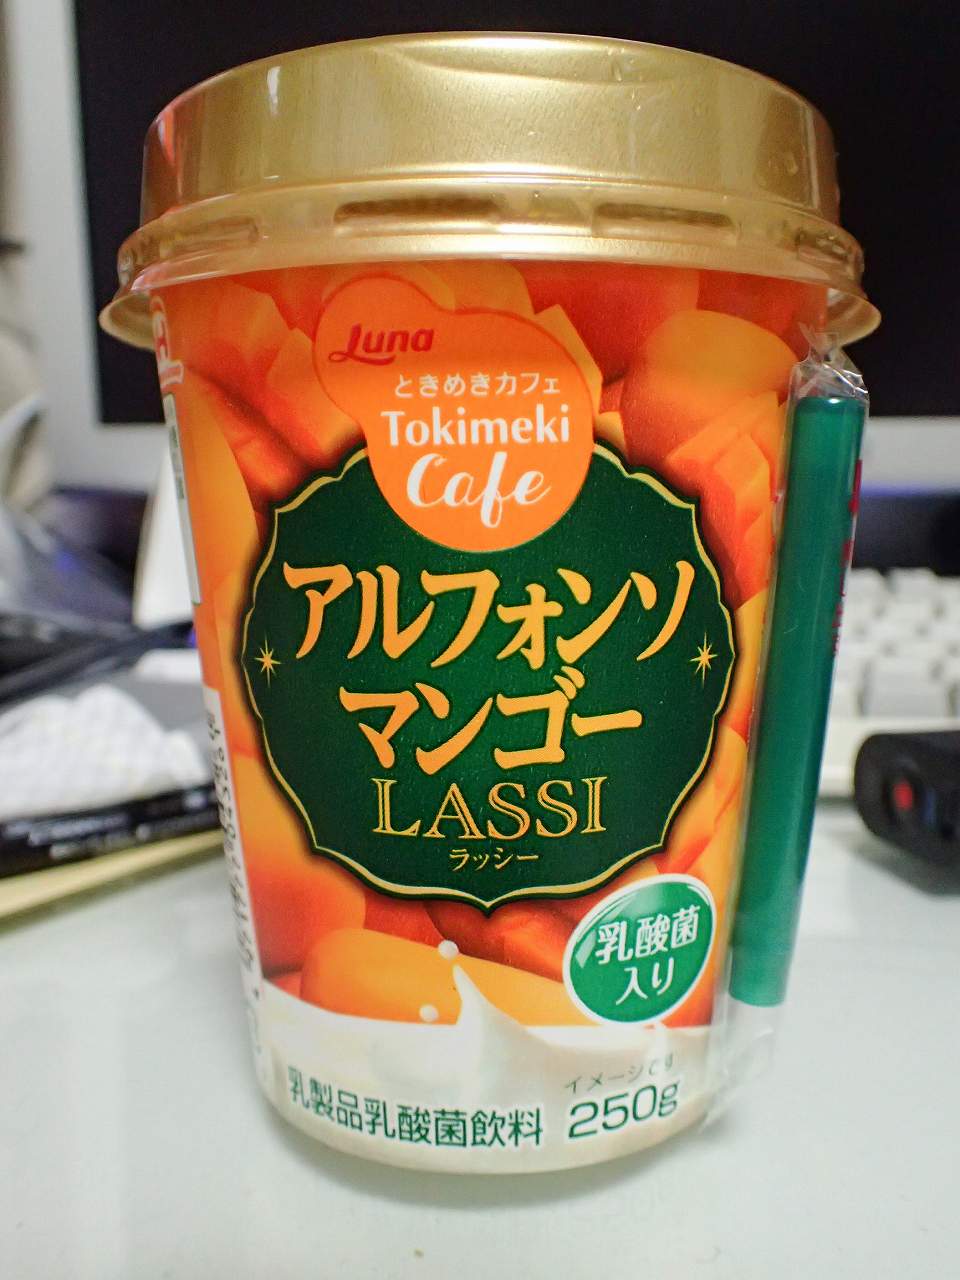 Luna
ときめきカフェ
Tokimeki
Cafe
アルフォンソ
マンゴー
LASSI
ラッシー
乳酸菌
入り
イメージです
乳製品乳酸菌飲料 250g